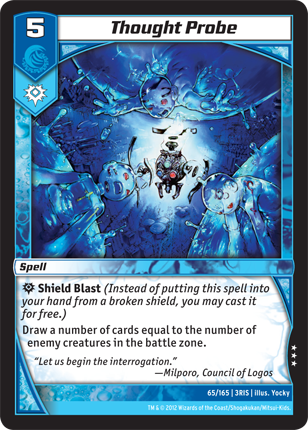 5
Thought Probe
Spell
Shield Blast (Instead of putting this spell into
your hand from a broken shield, you may cast it
for free.)
Draw a number of cards equal to the number of
enemy creatures in the battle zone.
"Let us begin the interrogation."
—Milporo, Council of Logos
65/165 | 3RIS | illus. Yocky
TM & © 2012 Wizards of the Coast/Shogakukan/Mitsui-Kids.